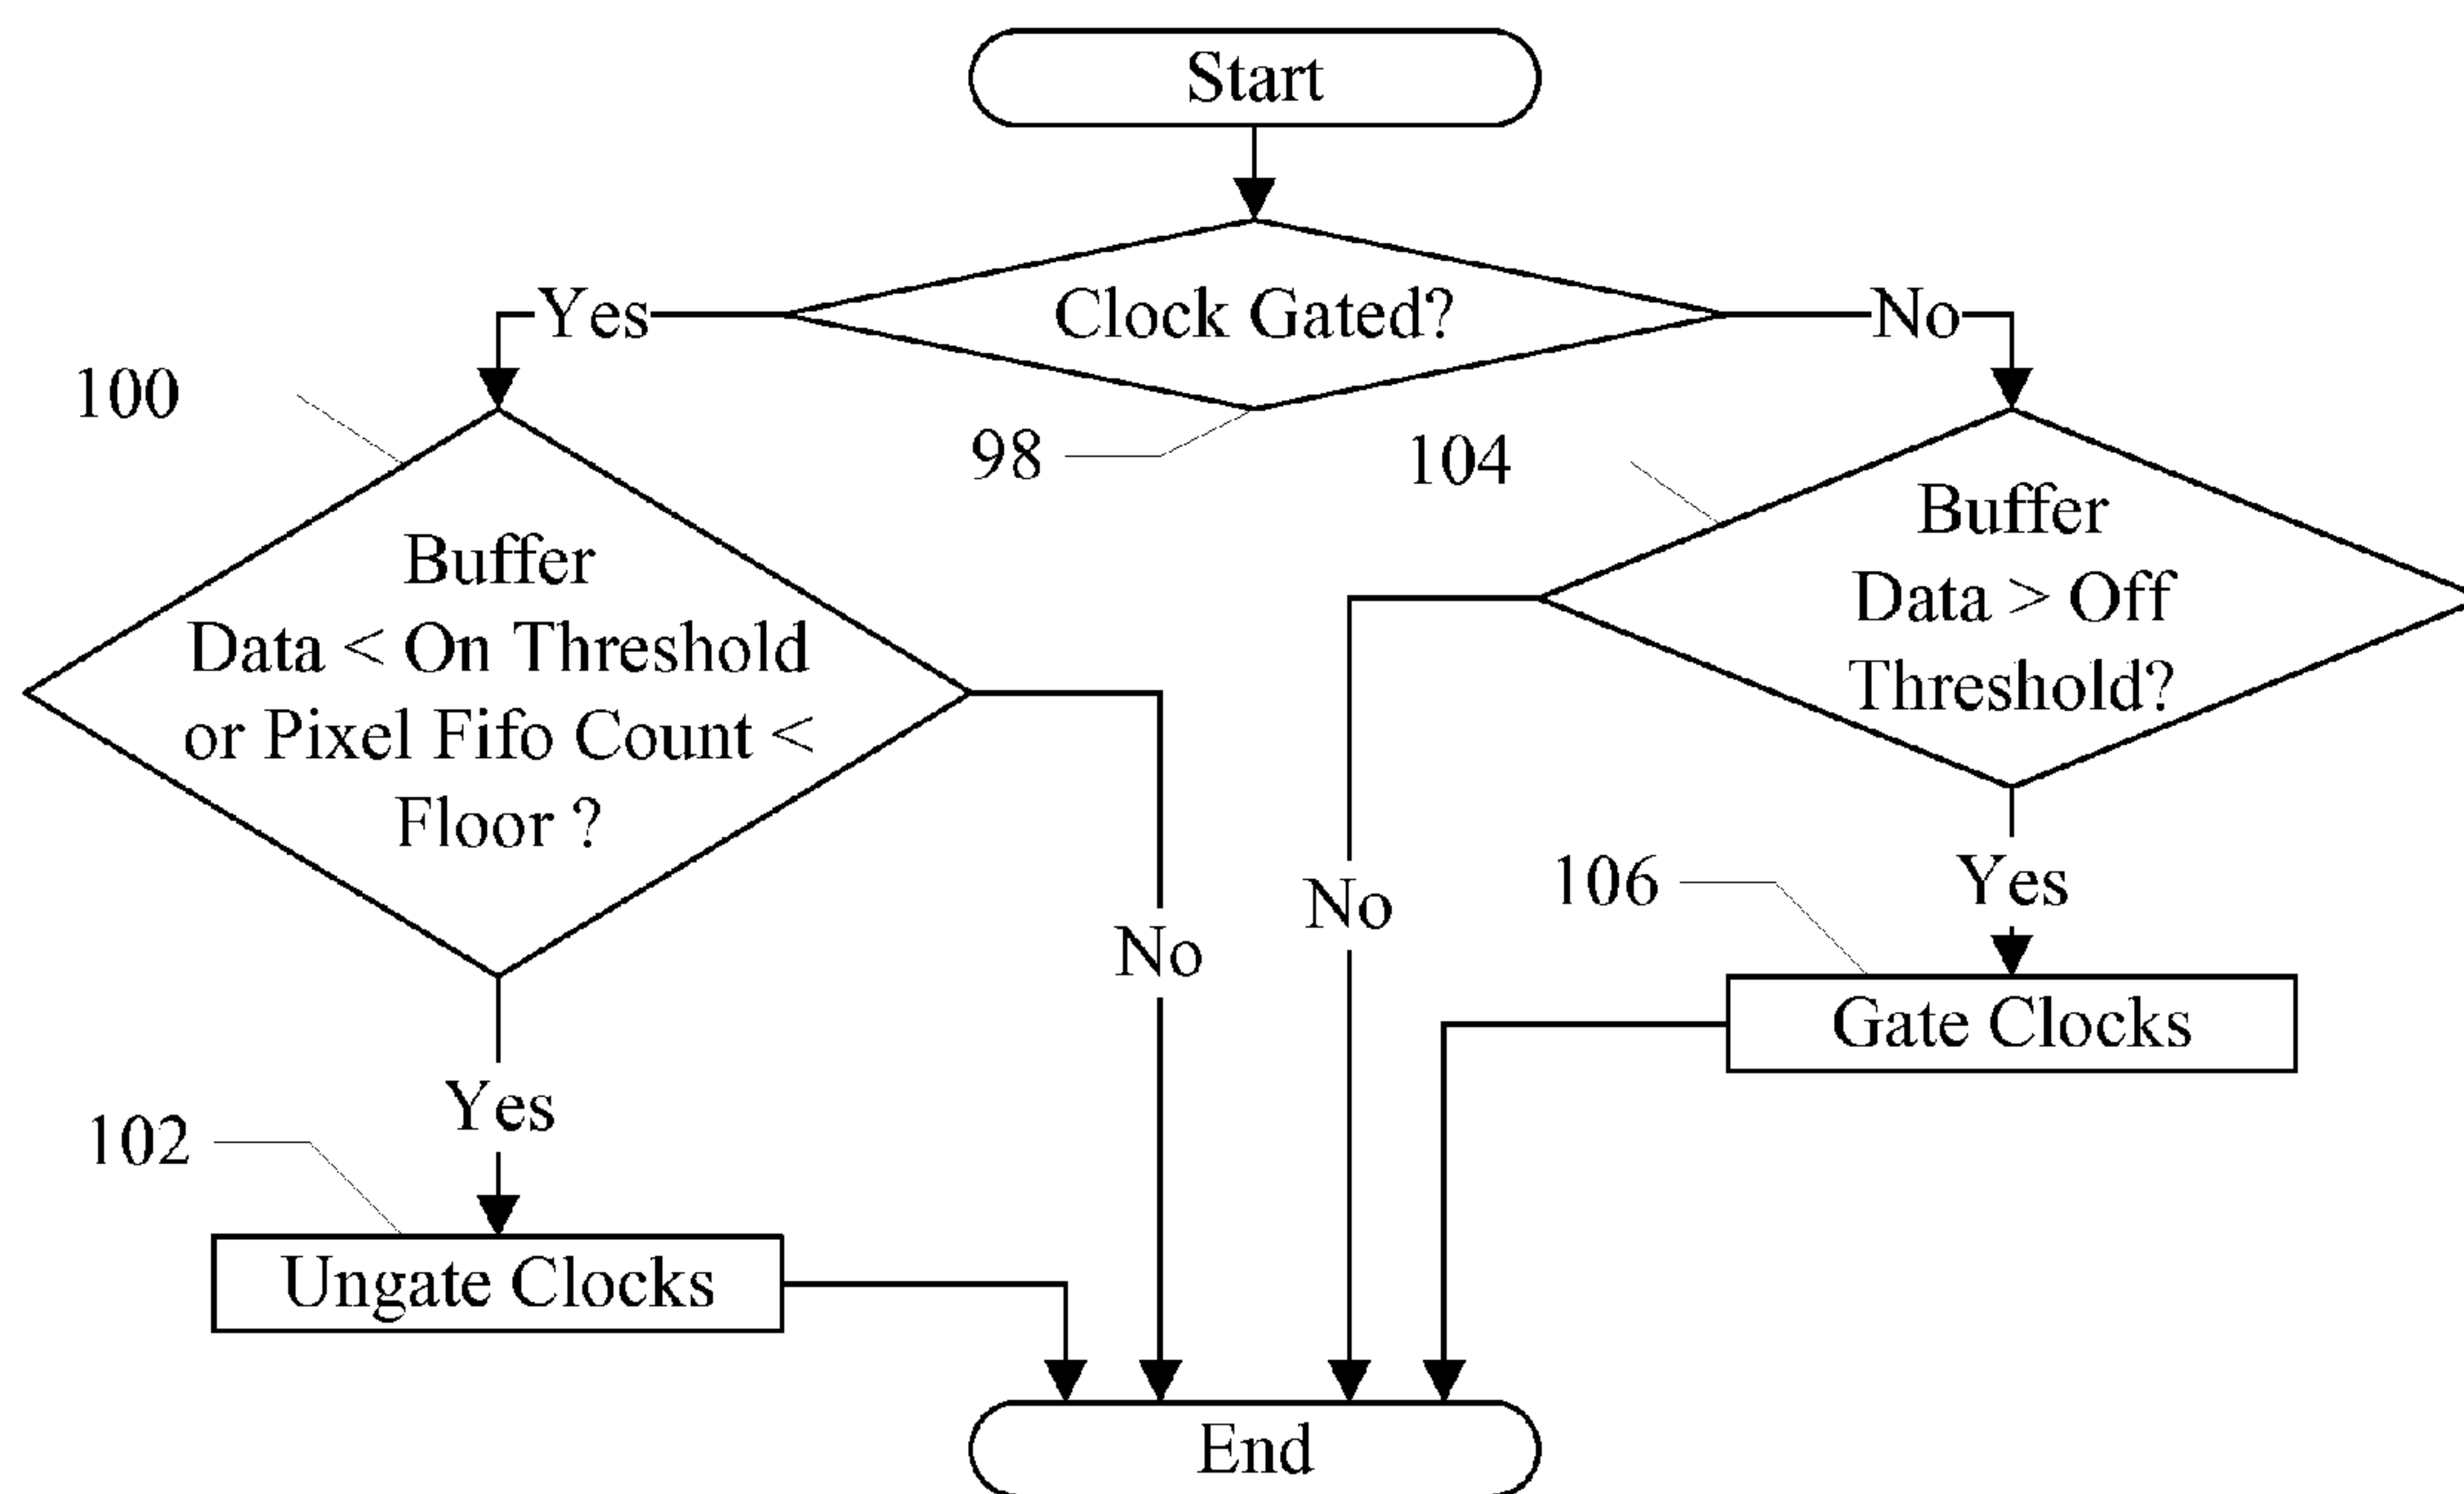 Start
Clock Gated?
Yes
No
100
98
104
Buffer
Data < On Threshold
or Pixel Fifo Count <
Floor ?
Buffer
Data > Off
Threshold?
No
No
106
Yes
Gate Clocks
Yes
102
Ungate Clocks
End